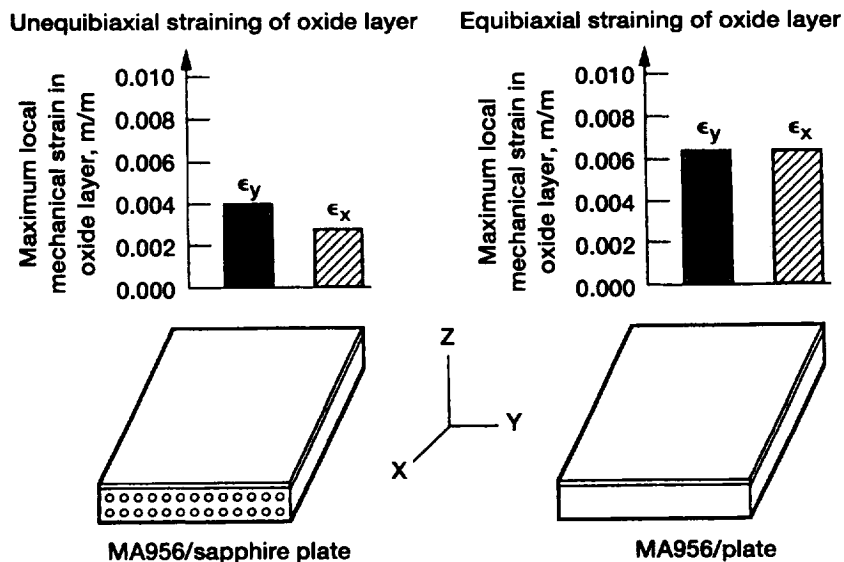 Unequibiaxial straining of oxide layer
Maximum local
mechanical strain in
oxide layer, m/m
0.010
0.008
0.006
0.004
0.002
0.000
ϵy
ϵx
MA956/sapphire plate
Z
Y
X
Equibiaxial straining of oxide layer
Maximum local
mechanical strain in
oxide layer, m/m
0.010
0.008
0.006
0.004
0.002
0.000
ϵy
ϵx
MA956/plate